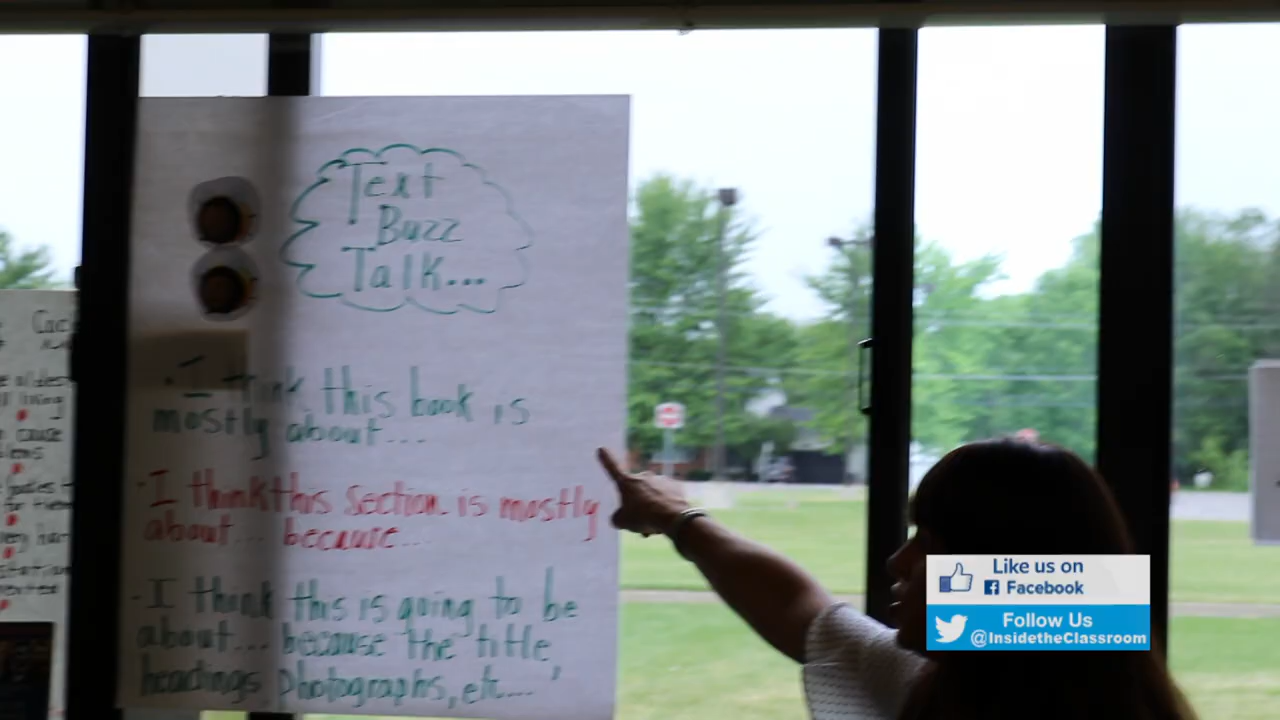 Text
Buzz
Talk...
· I think this book is
mostly about...
· I think this section is mostly
about... because...
· I think this is going to be
about... because the title,
headings, photographs, etc...."
cause
Like us on
Facebook
Follow Us
@InsidetheClassroom